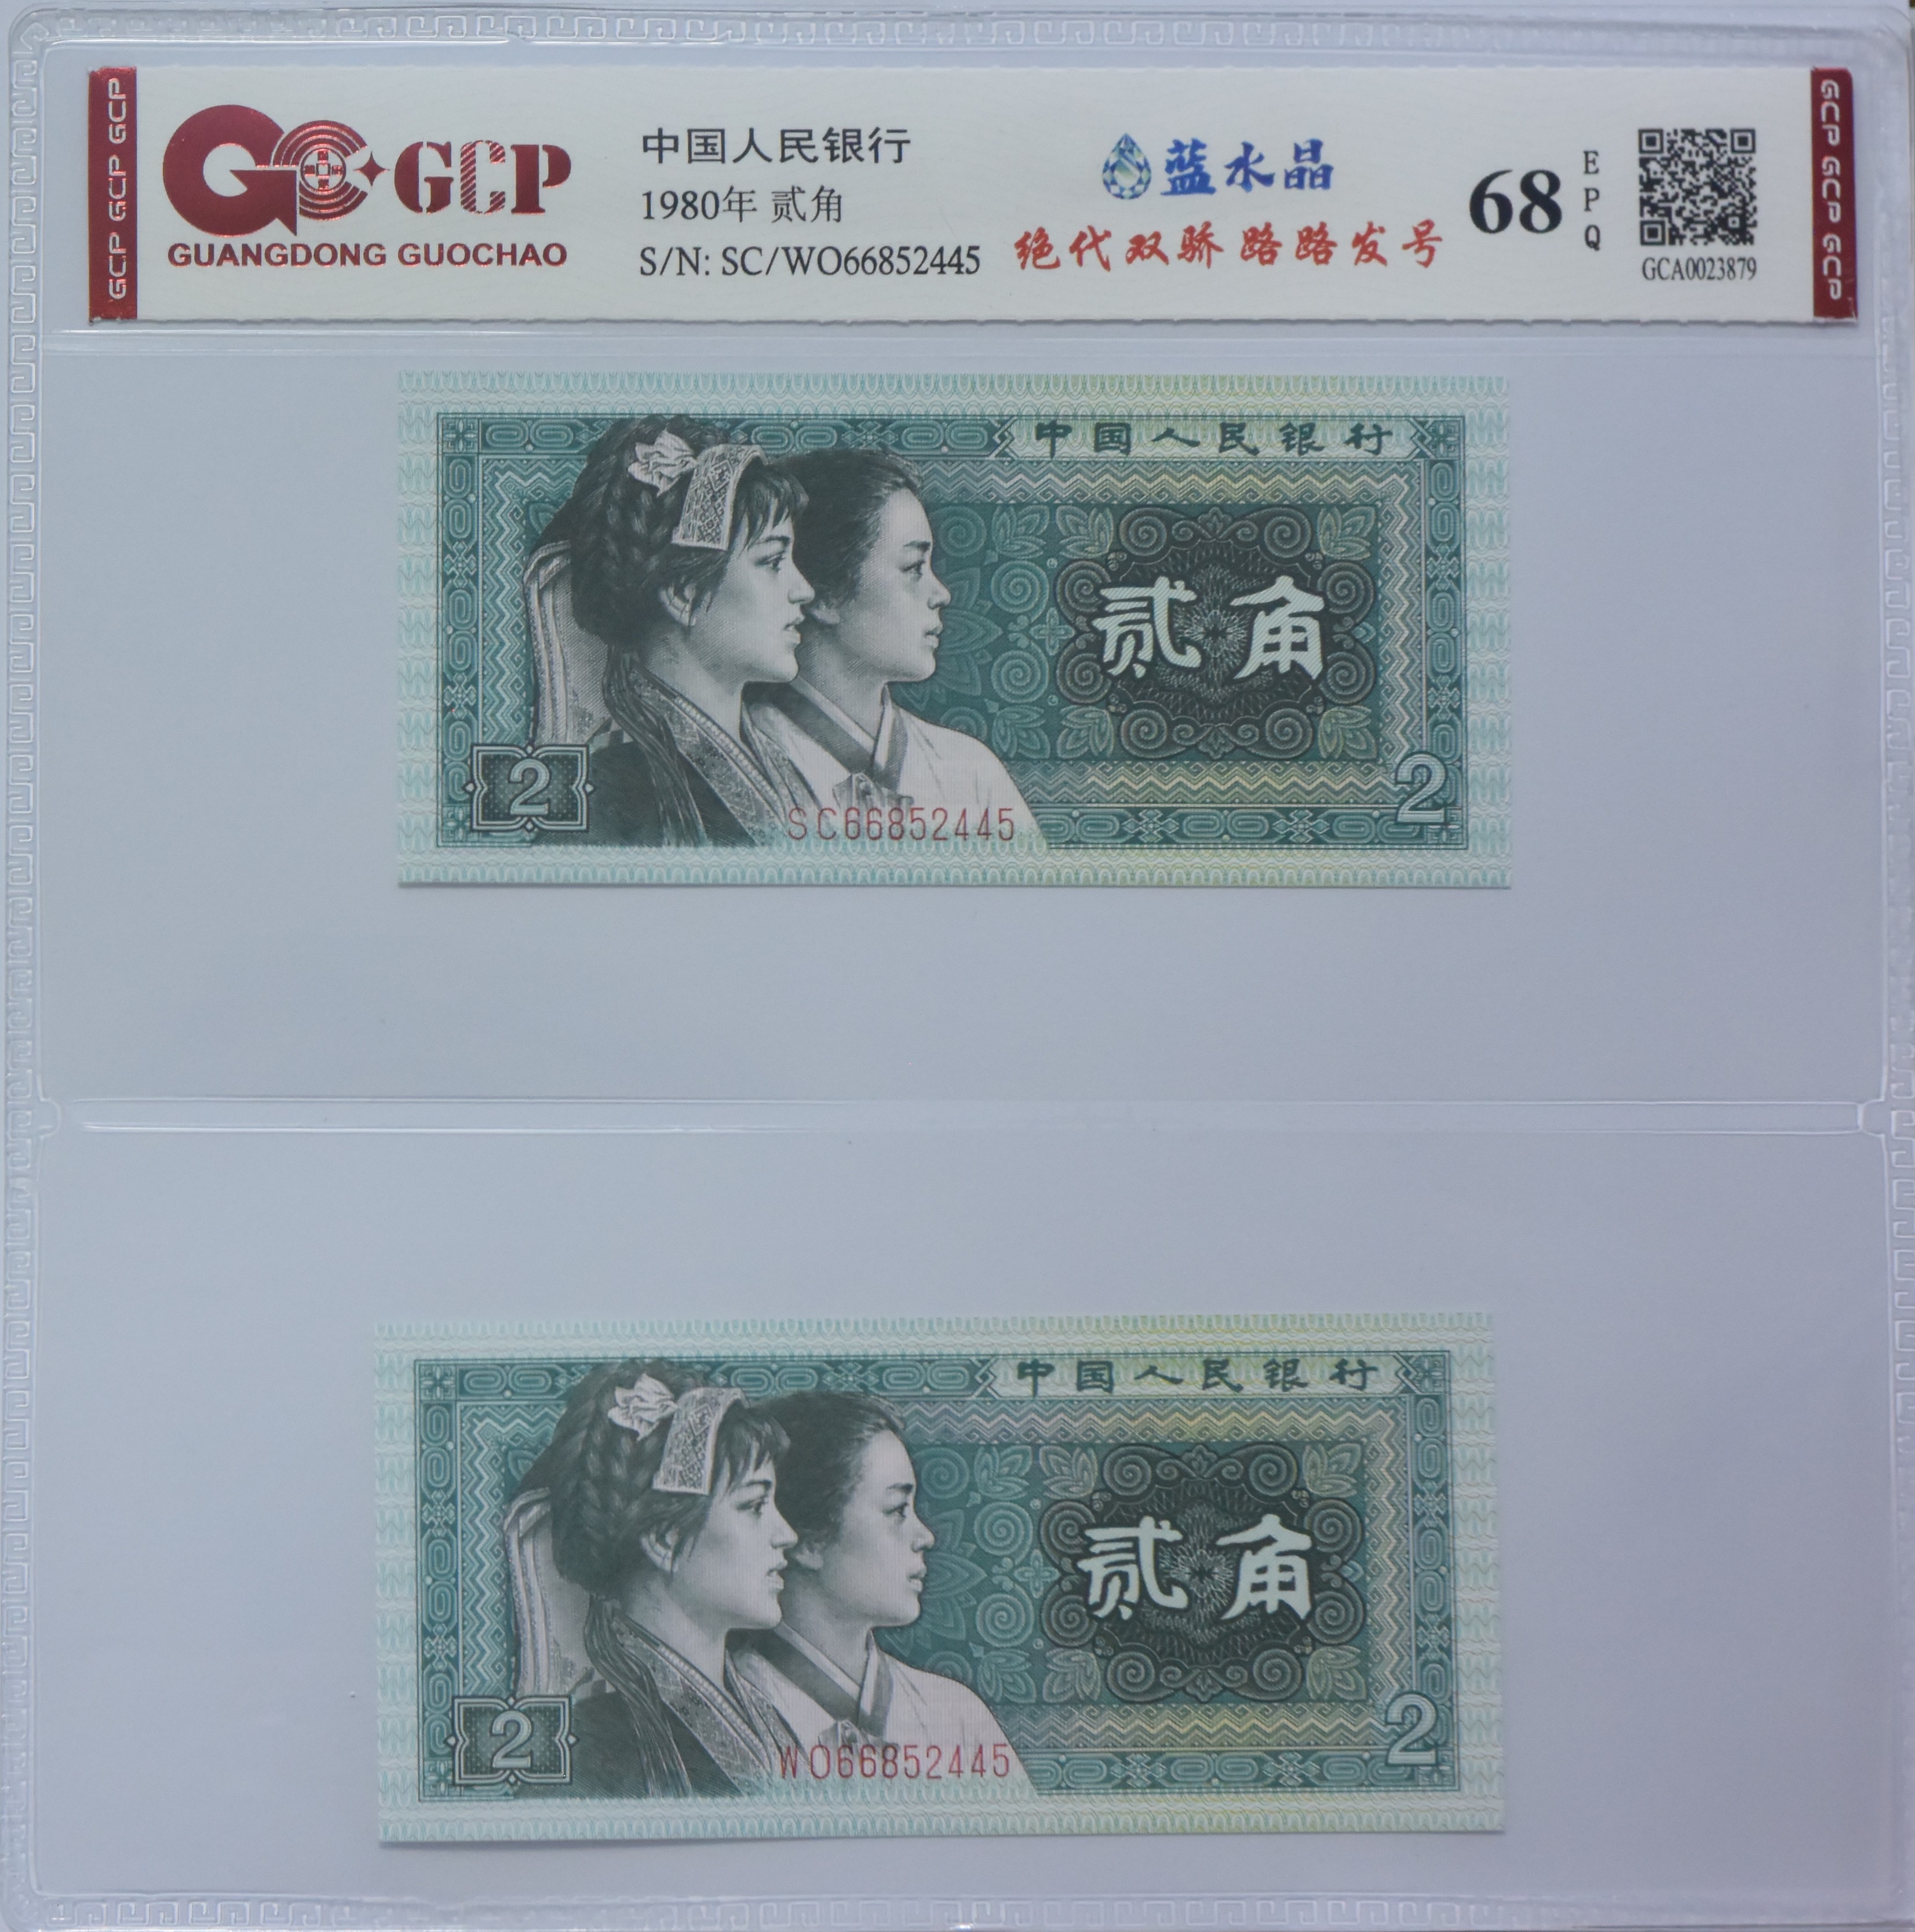 GCP GCP GCP
GCP
GUANGDONG GUOCHAO
中国人民银行
1980年 贰角
S/N: SC/WO66852445
蓝水晶
绝代双骄 路路发号
68
EPQ
GCA0023879
GCP GCP GCP
中国人民银行
贰角
2
SC66852445
2
中国人民银行
贰角
2
WO66852445
2